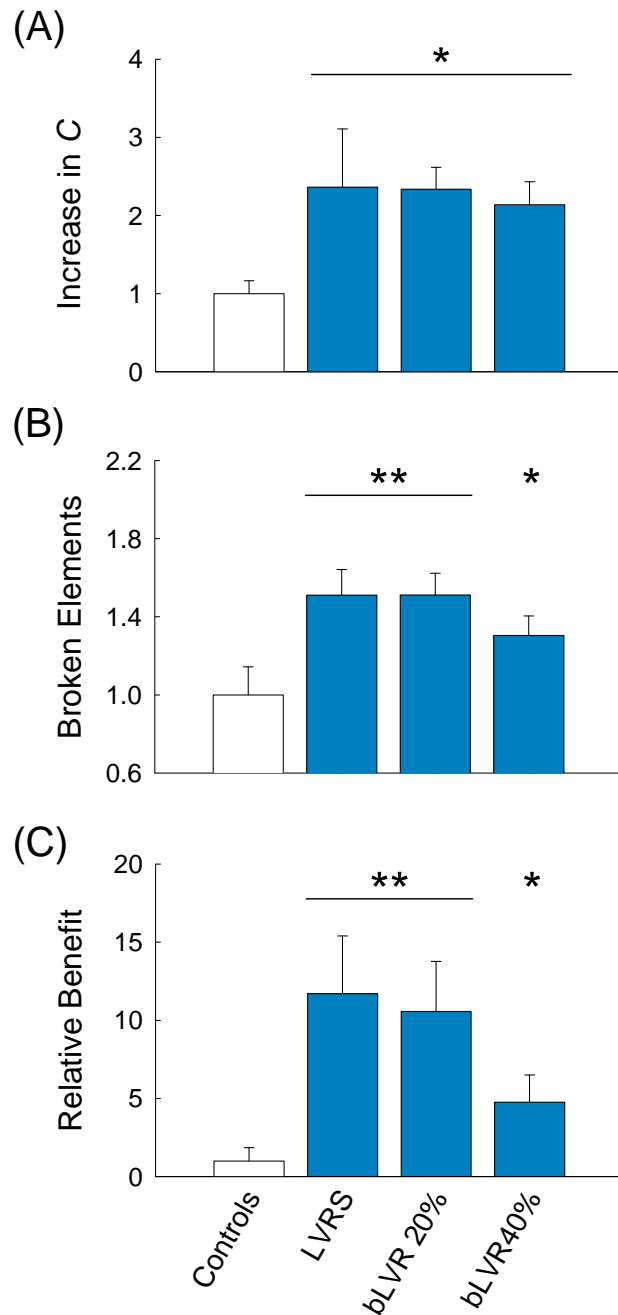 (A)
Increase in C
4
3
2
1
0
*
(B)
Broken Elements
2.2
1.8
1.4
1.0
0.6
**
*
(C)
Relative Benefit
20
15
10
5
0
**
*
Controls
LVRS
bLVR 20%
bLVR40%